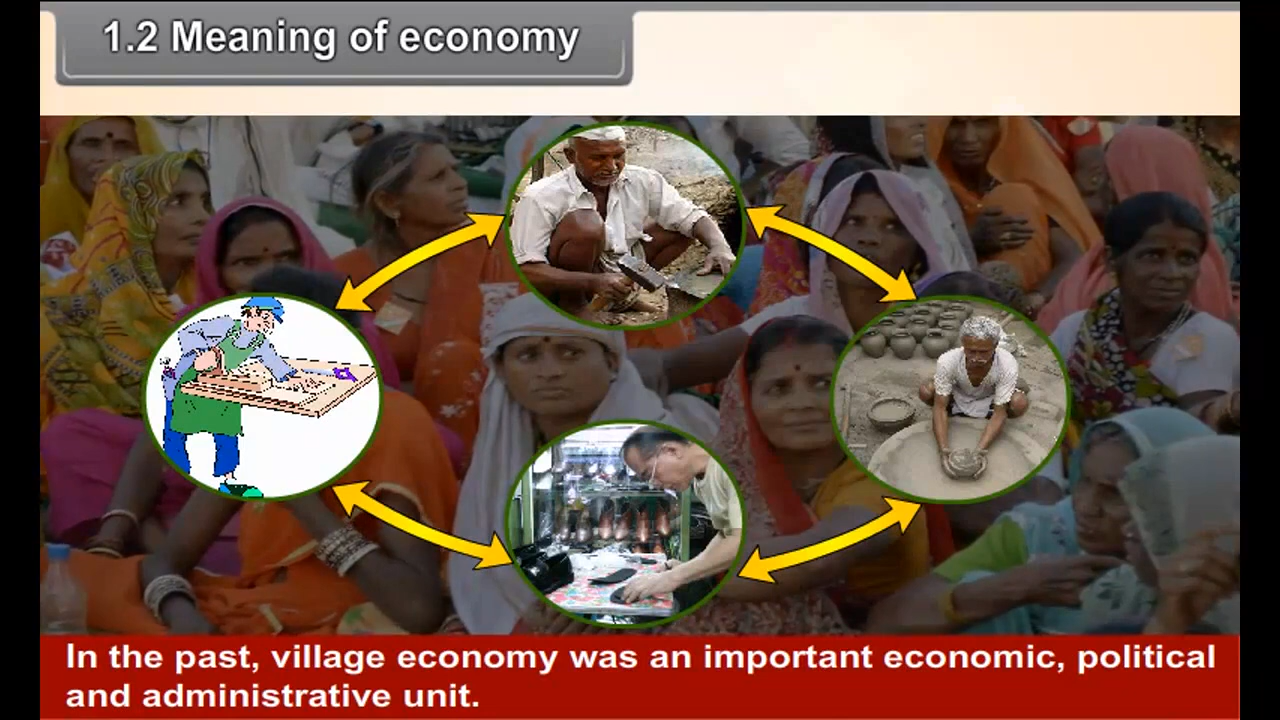 1.2 Meaning of economy
In the past, village economy was an important economic, political
and administrative unit.